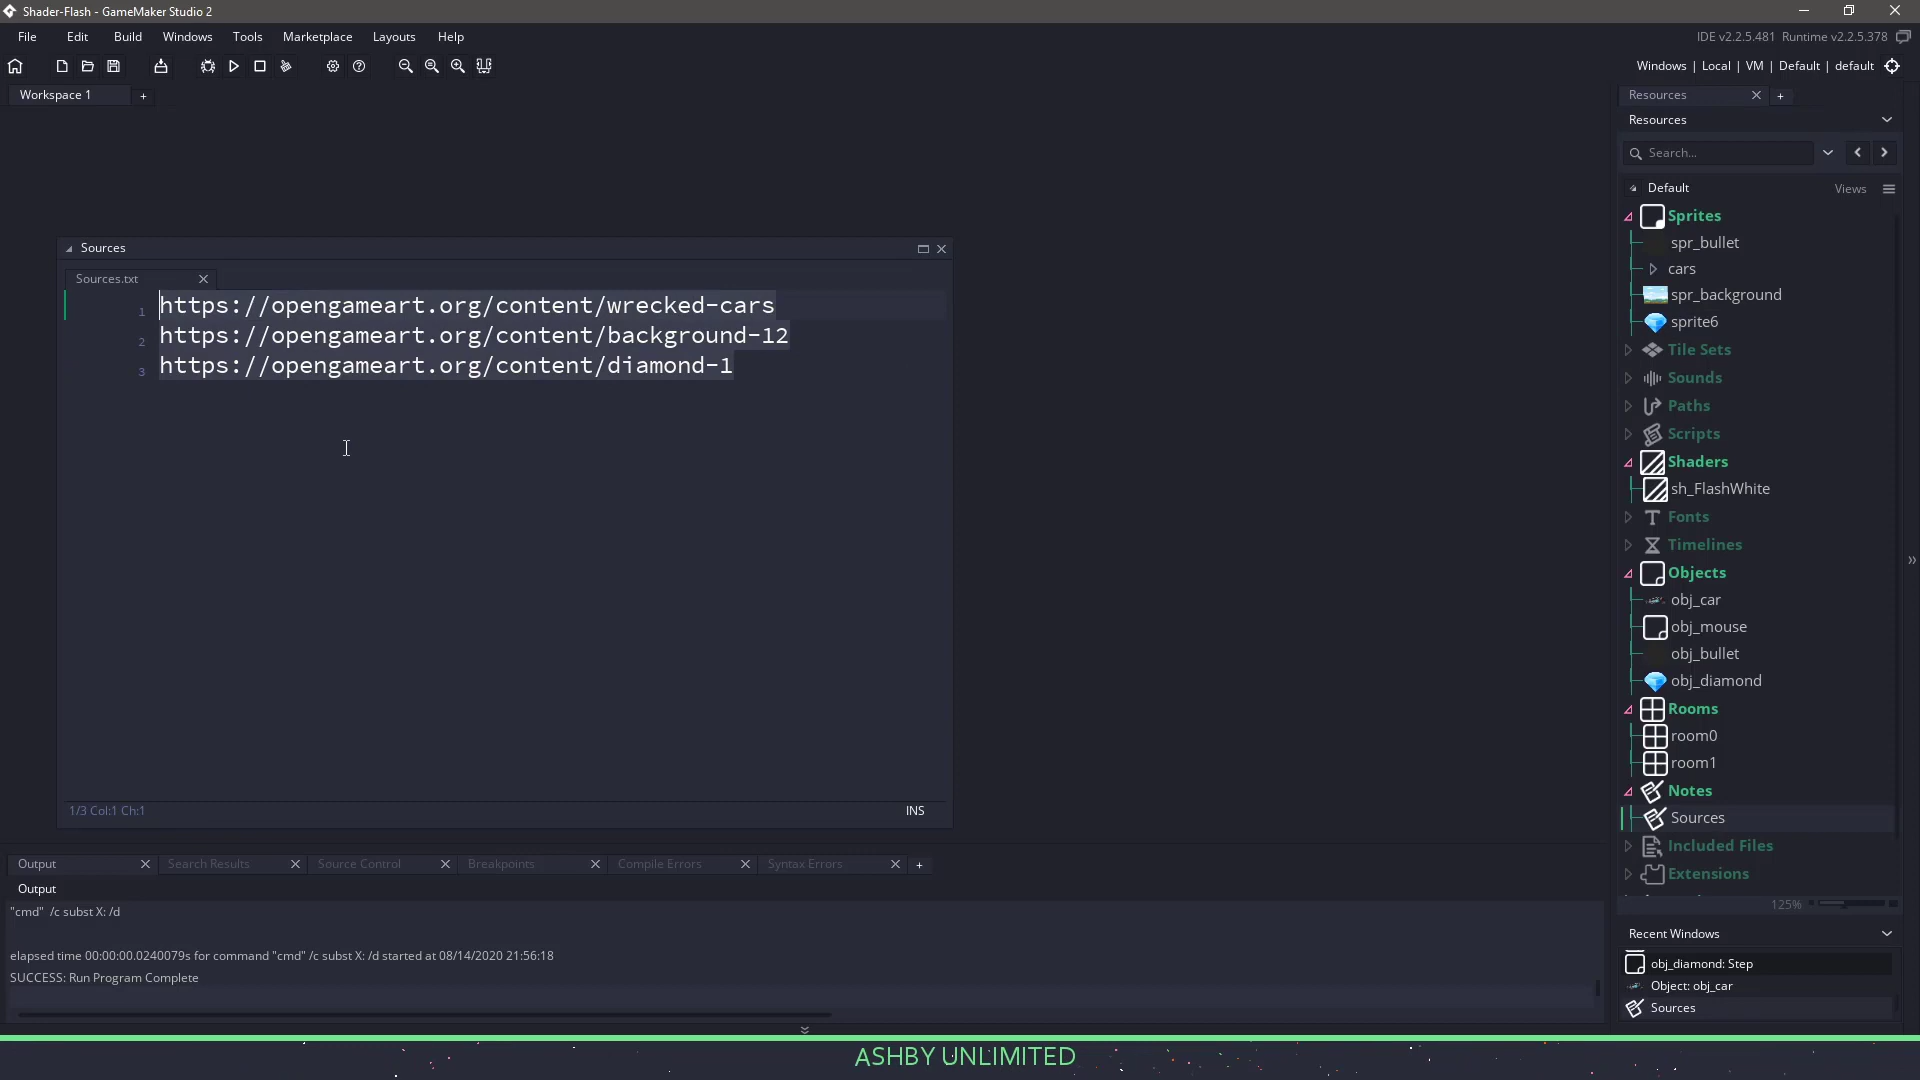 Shader-Flash - GameMaker Studio 2
File Edit Build Windows Tools Marketplace Layouts Help
IDE v2.2.5.481 Runtime v2.2.5.378
Windows | Local | VM | Default | default
Workspace 1 +
Resources
Resources
Search...
Default Views
Sprites
spr_bullet
cars
spr_background
sprite6
Tile Sets
Sounds
Paths
Scripts
Shaders
sh_FlashWhite
Fonts
Timelines
Objects
obj_car
obj_mouse
obj_bullet
obj_diamond
Rooms
room0
room1
Notes
Sources
Included Files
Extensions
125%
Recent Windows
obj_diamond: Step
Object: obj_car
Sources
Sources
Sources.txt
1 https://opengameart.org/content/wrecked-cars
2 https://opengameart.org/content/background-12
3 https://opengameart.org/content/diamond-1
1/3 Col:1 Ch:1 INS
Output Search Results Source Control Breakpoints Compile Errors Syntax Errors +
Output
"cmd" /c subst X: /d
elapsed time 00:00:00.0240079s for command "cmd" /c subst X: /d started at 08/14/2020 21:56:18
SUCCESS: Run Program Complete
ASHBY UNLIMITED